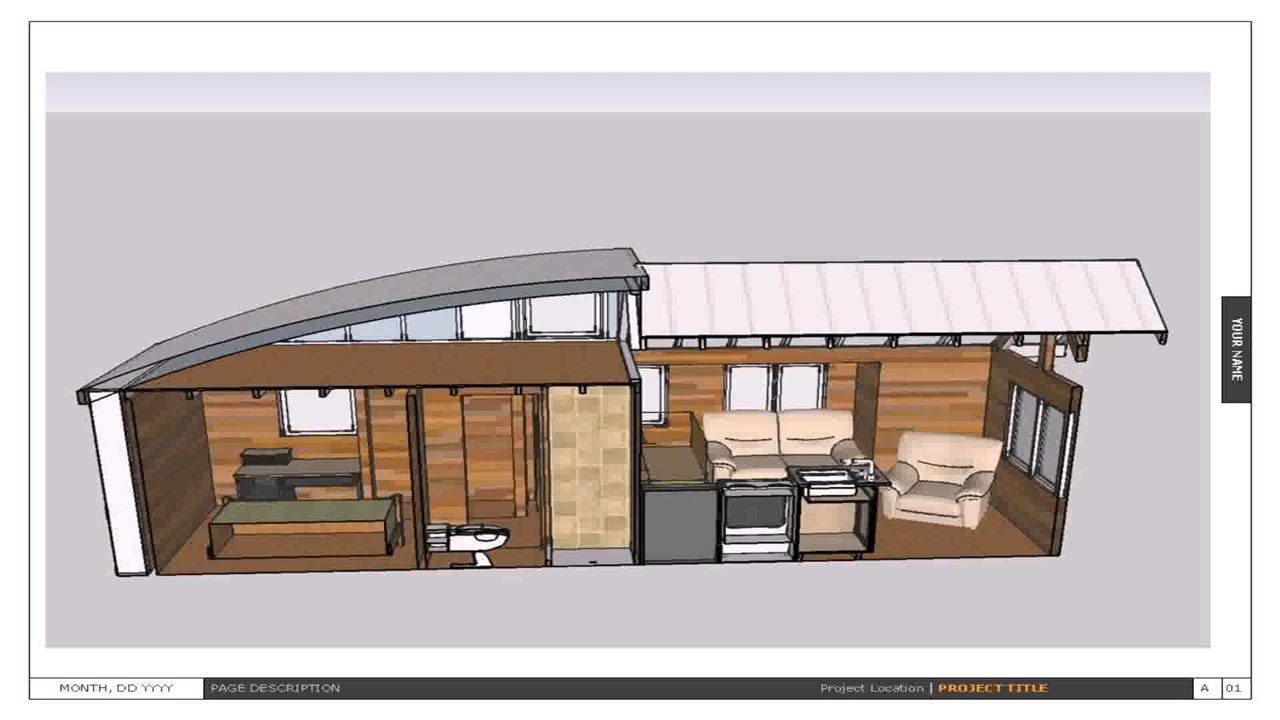 YOUR NAME
MONTH, DD YYYY
PAGE DESCRIPTION
Project Location | PROJECT TITLE
A
01